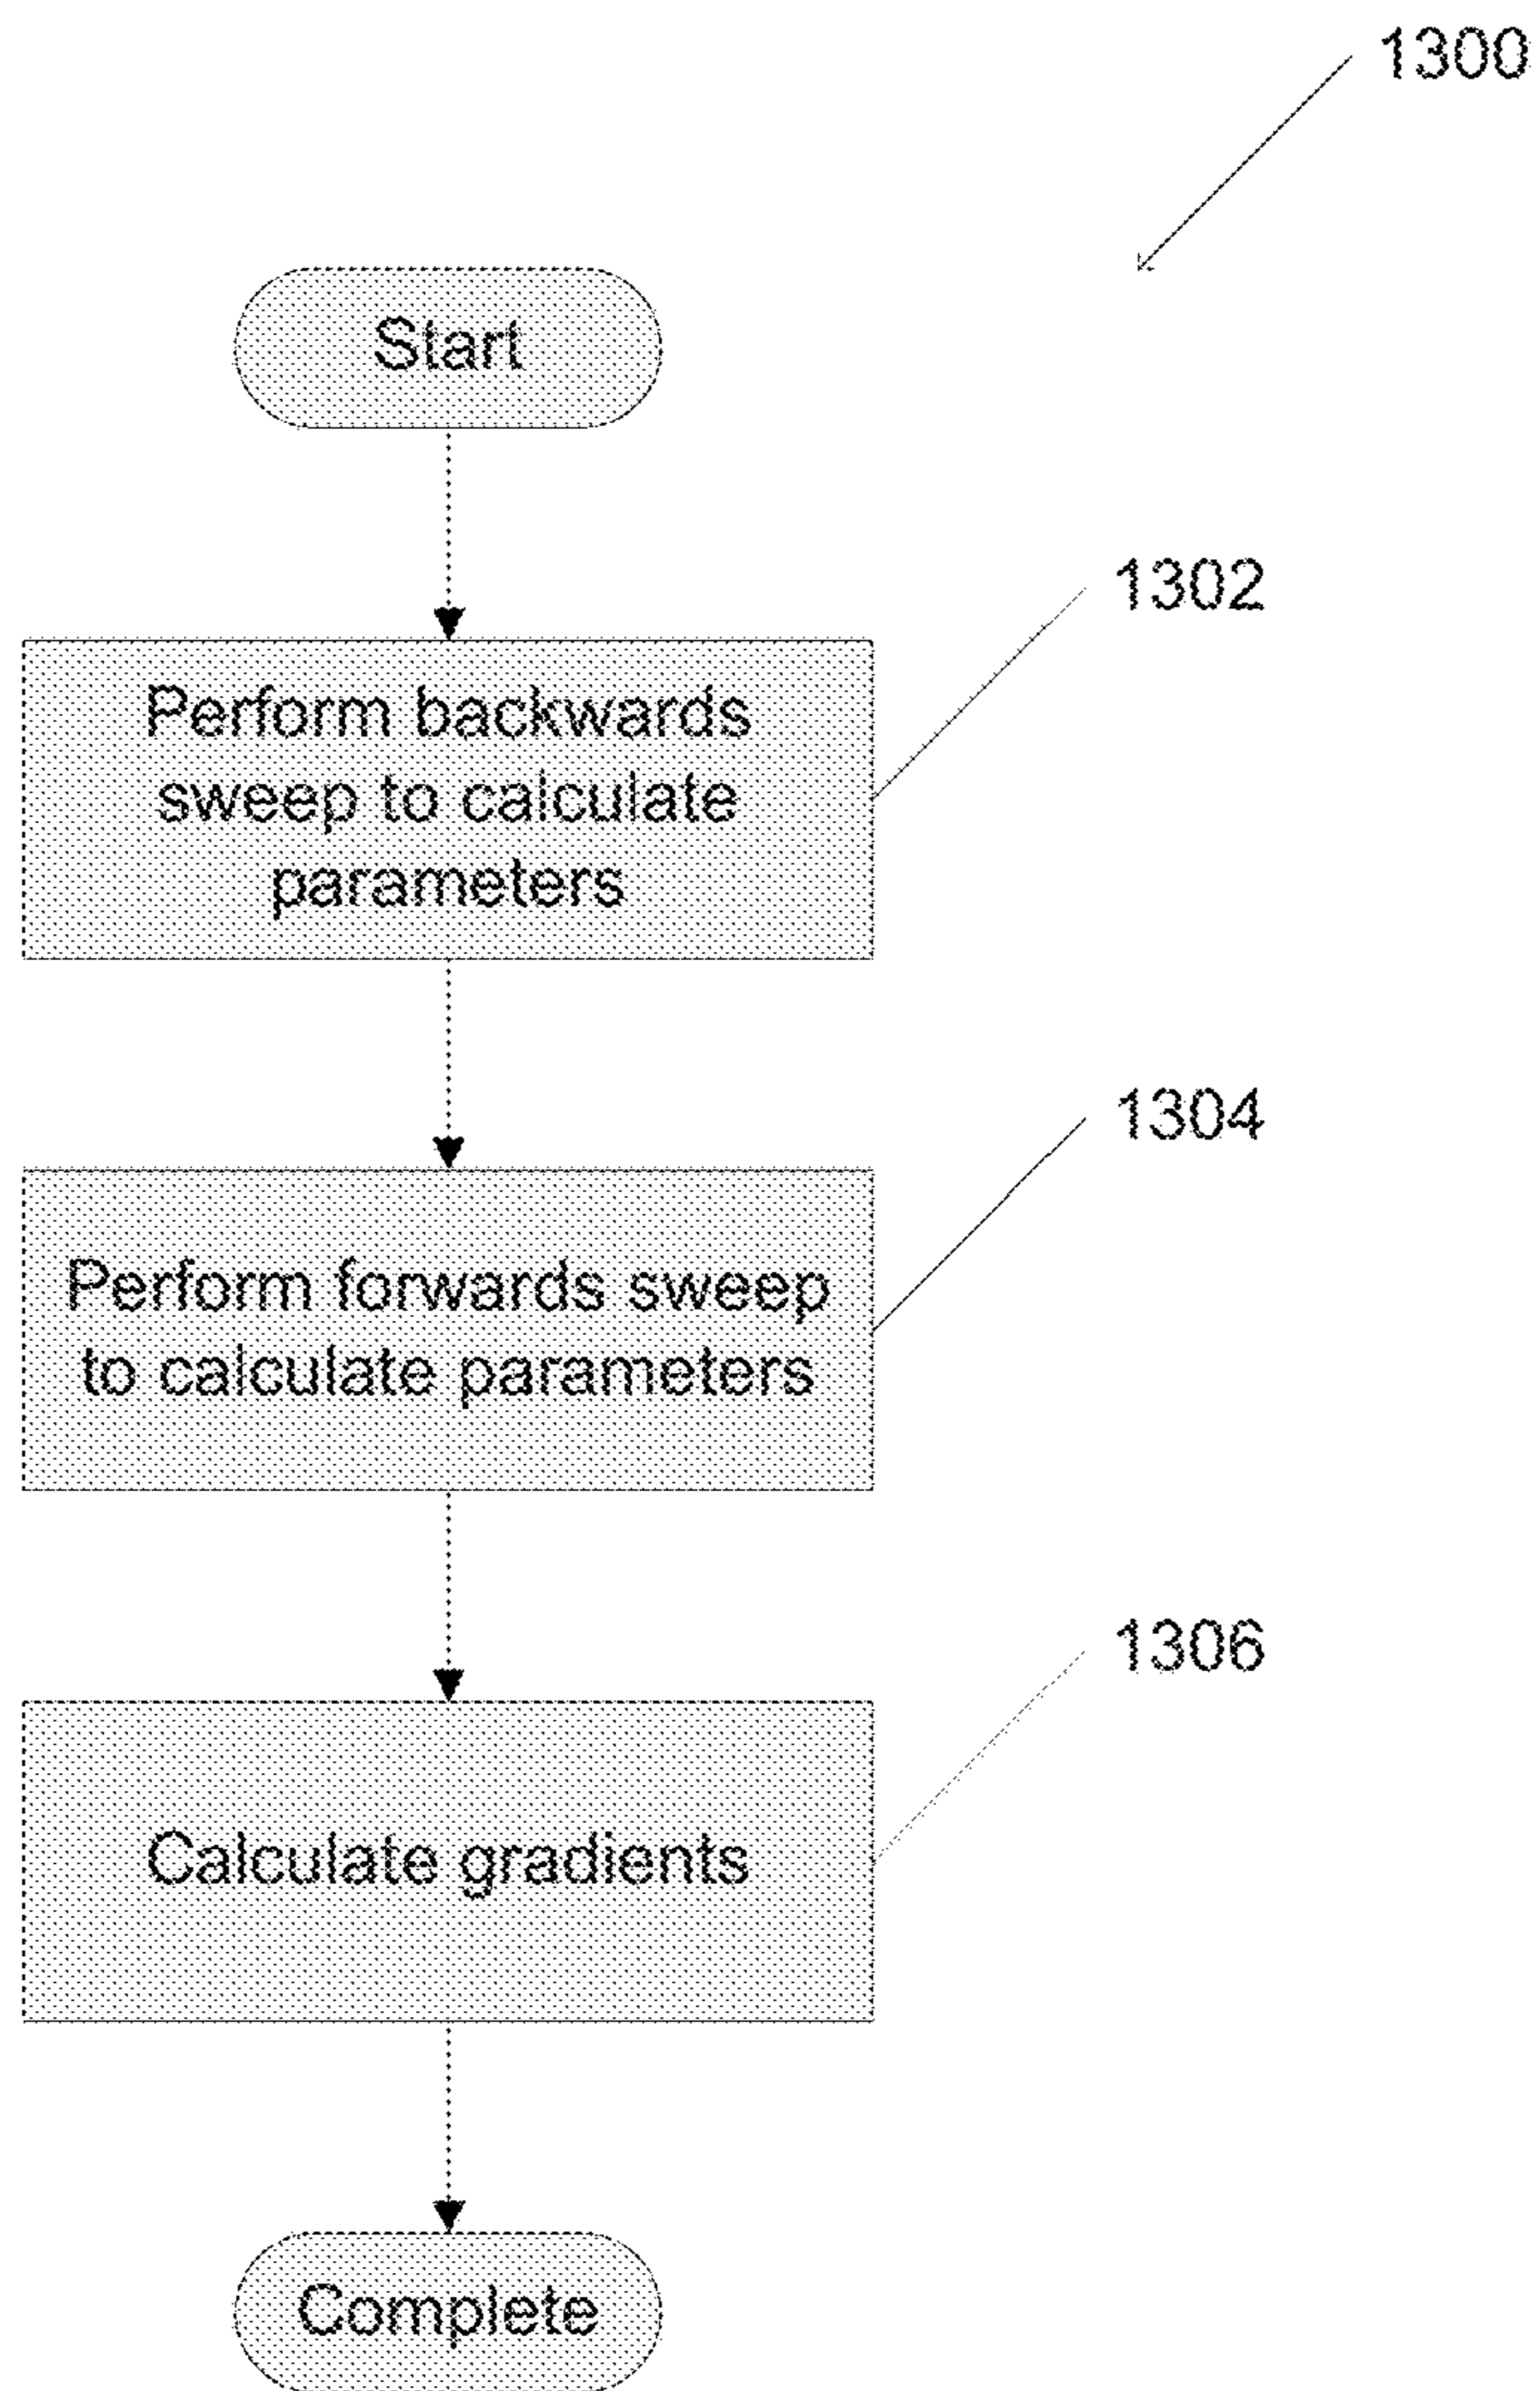 1300
Start
1302
Perform backwards
sweep to calculate
parameters
1304
Perform forwards sweep
to calculate parameters
1306
Calculate gradients
Complete